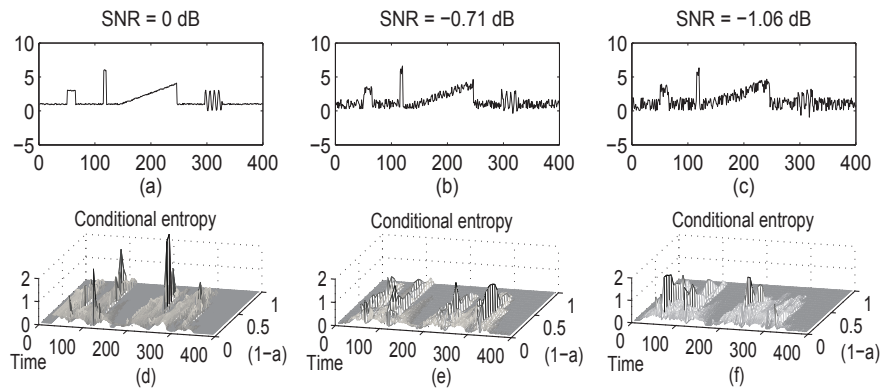 SNR = 0 dB
SNR = −0.71 dB
SNR = −1.06 dB
10
5
0
−5
0 100 200 300 400
(a)
10
5
0
−5
0 100 200 300 400
(b)
10
5
0
−5
0 100 200 300 400
(c)
Conditional entropy
2
1
0
Time
100
200
300
400
0
0.5
1
(1−a)
(d)
Conditional entropy
2
1
0
Time
100
200
300
400
0
0.5
1
(1−a)
(e)
Conditional entropy
2
1
0
Time
100
200
300
400
0
0.5
1
(1−a)
(f)